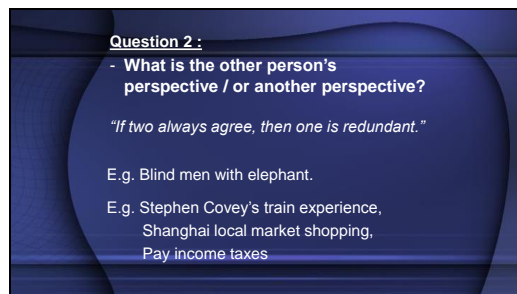 Question 2 :
- What is the other person's
perspective / or another perspective?
“If two always agree, then one is redundant.”
E.g. Blind men with elephant.
E.g. Stephen Covey's train experience,
Shanghai local market shopping,
Pay income taxes